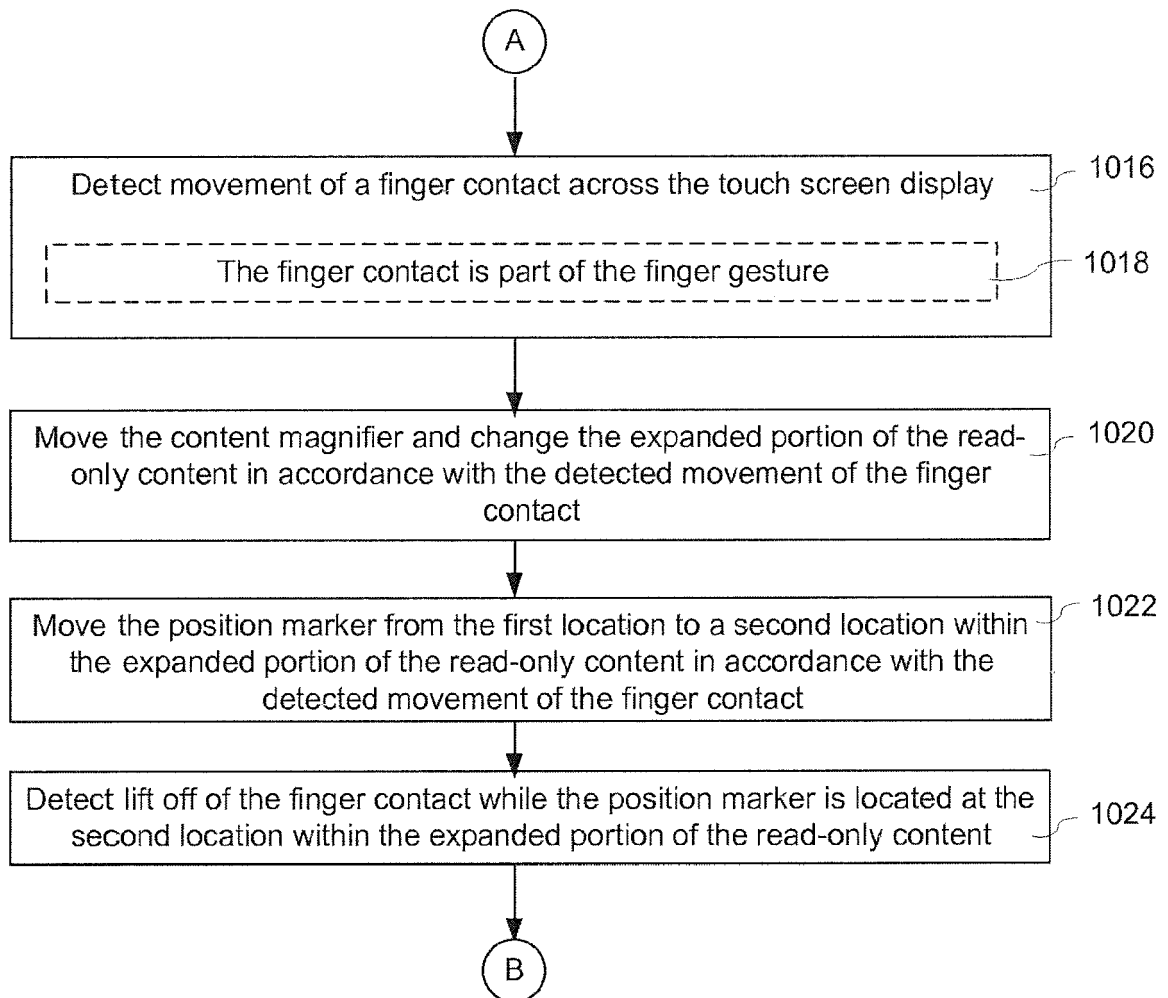 A
Detect movement of a finger contact across the touch screen display
1016
The finger contact is part of the finger gesture
1018
Move the content magnifier and change the expanded portion of the read-
only content in accordance with the detected movement of the finger
contact
1020
Move the position marker from the first location to a second location within
the expanded portion of the read-only content in accordance with the
detected movement of the finger contact
1022
Detect lift off of the finger contact while the position marker is located at the
second location within the expanded portion of the read-only content
1024
B